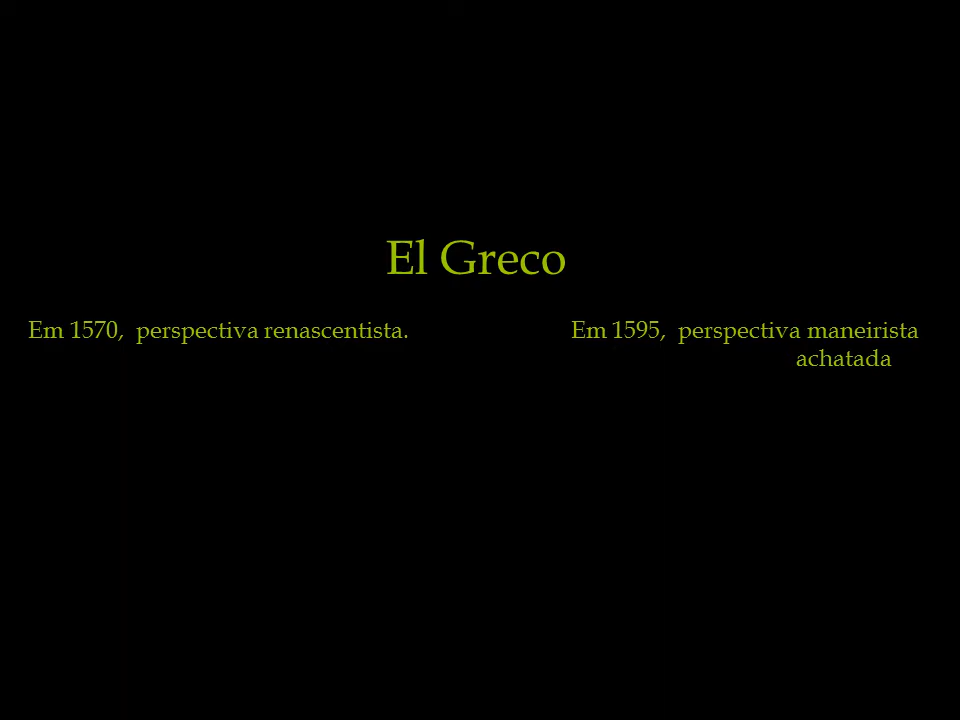 El Greco
Em 1570, perspectiva renascentista.
Em 1595, perspectiva maneirista
achatada